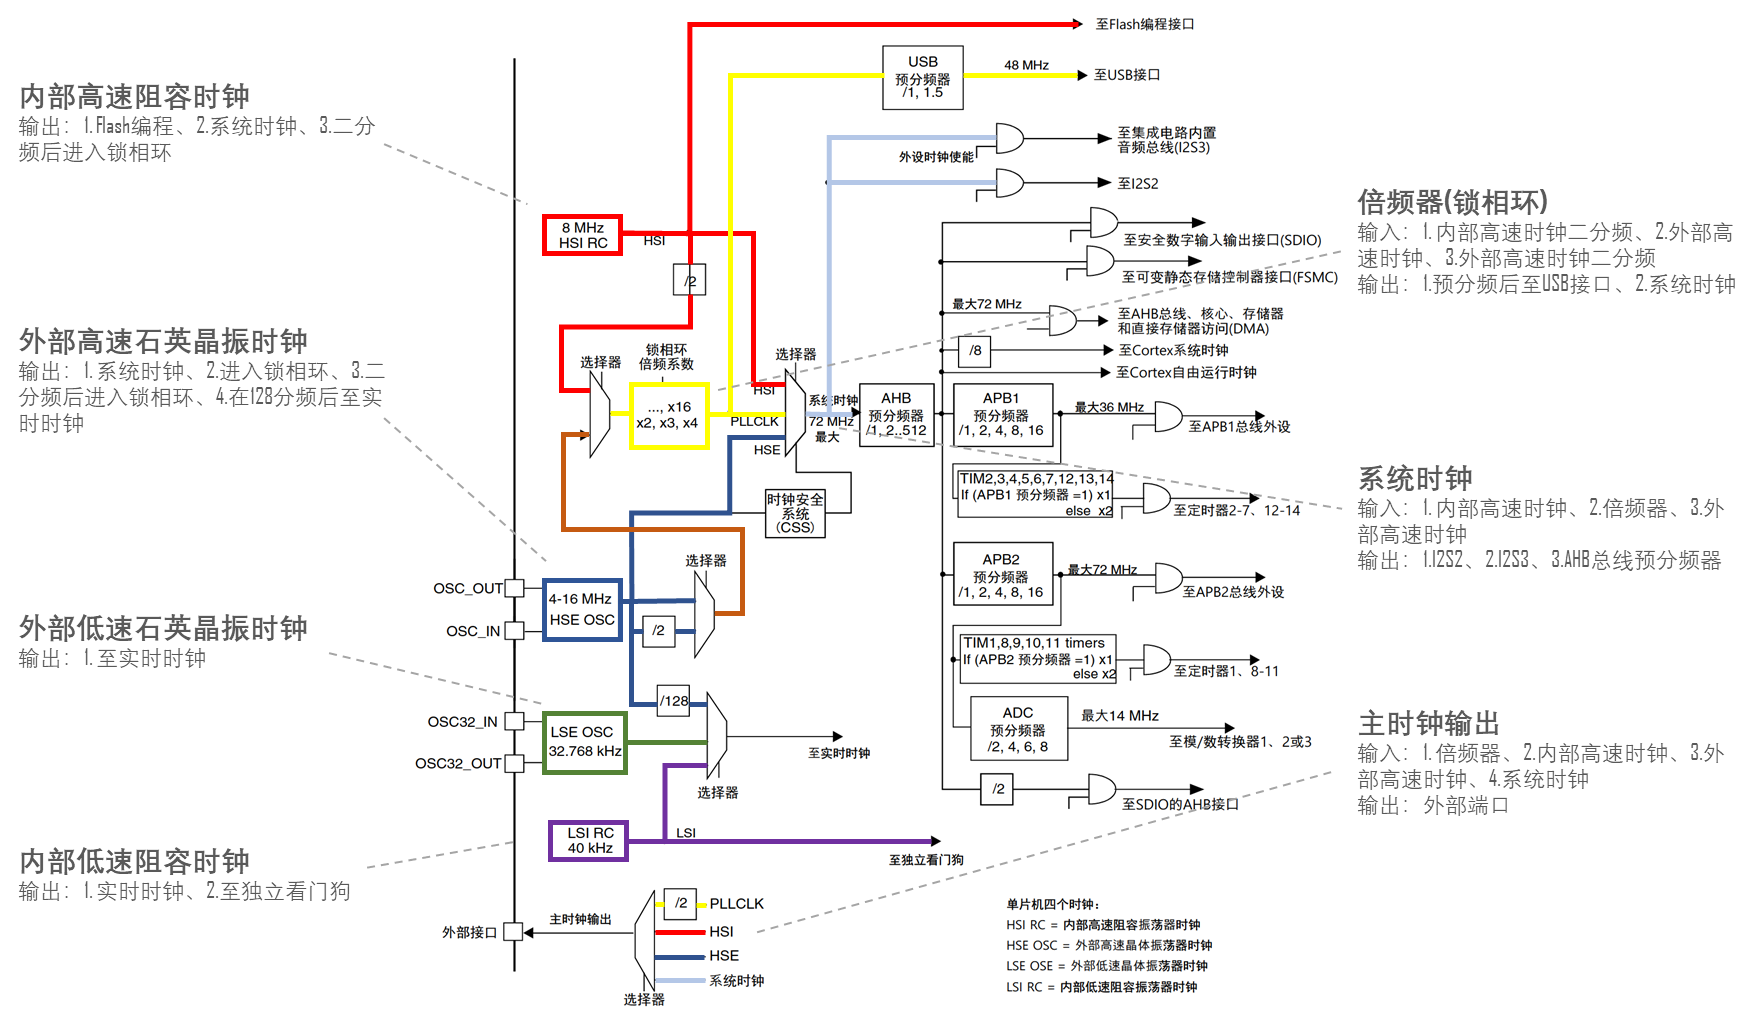 内部高速阻容时钟
输出：1.Flash编程、2.系统时钟、3.二分
频后进入锁相环
外部高速石英晶振时钟
输出：1.系统时钟、2.进入锁相环、3.二
分频后进入锁相环、4.在128分频后至实
时时钟
外部低速石英晶振时钟
输出：1.至实时时钟
内部低速阻容时钟
输出：1.实时时钟、2.至独立看门狗
至Flash编程接口
USB
预分频器
/1, 1.5
48 MHz
至USB接口
外设时钟使能
至集成电路内置
音频总线(I2S3)
至I2S2
8 MHz
HSI RC
HSI
/2
至安全数字输入输出接口(SDIO)
至可变静态存储控制器接口(FSMC)
最大72 MHz
至AHB总线、核心、存储器
和直接存储器访问(DMA)
/8
至Cortex系统时钟
至Cortex自由运行时钟
选择器
锁相环
倍频系数
..., x16
x2, x3, x4
选择器
HSI
PLLCLK
HSE
系统时钟
72 MHz
最大
AHB
预分频器
/1, 2..512
APB1
预分频器
/1, 2, 4, 8, 16
最大36 MHz
至APB1总线外设
TIM2,3,4,5,6,7,12,13,14
If (APB1 预分频器 =1) x1
else x2
至定时器2-7、12-14
时钟安全
系统
(CSS)
APB2
预分频器
/1, 2, 4, 8, 16
最大72 MHz
至APB2总线外设
选择器
OSC_OUT
OSC_IN
4-16 MHz
HSE OSC
/2
TIM1,8,9,10,11 timers
If (APB2 预分频器 =1) x1
else x2
至定时器1、8-11
/128
OSC32_IN
OSC32_OUT
LSE OSC
32.768 kHz
至实时时钟
选择器
ADC
预分频器
/2, 4, 6, 8
最大14 MHz
至模/数转换器1、2或3
/2
至SDIO的AHB接口
LSI RC
40 kHz
LSI
至独立看门狗
外部接口
主时钟输出
/2
PLLCLK
HSI
HSE
系统时钟
选择器
单片机四个时钟：
HSI RC = 内部高速阻容振荡器时钟
HSE OSC = 外部高速晶体振荡器时钟
LSE OSE = 外部低速晶体振荡器时钟
LSI RC = 内部低速阻容振荡器时钟
倍频器(锁相环)
输入：1.内部高速时钟二分频、2.外部高
速时钟、3.外部高速时钟二分频
输出：1.预分频后至USB接口、2.系统时钟
系统时钟
输入：1.内部高速时钟、2.倍频器、3.外
部高速时钟
输出：1.I2S2、2.I2S3、3.AHB总线预分频器
主时钟输出
输入：1.倍频器、2.内部高速时钟、3.外
部高速时钟、4.系统时钟
输出：外部端口